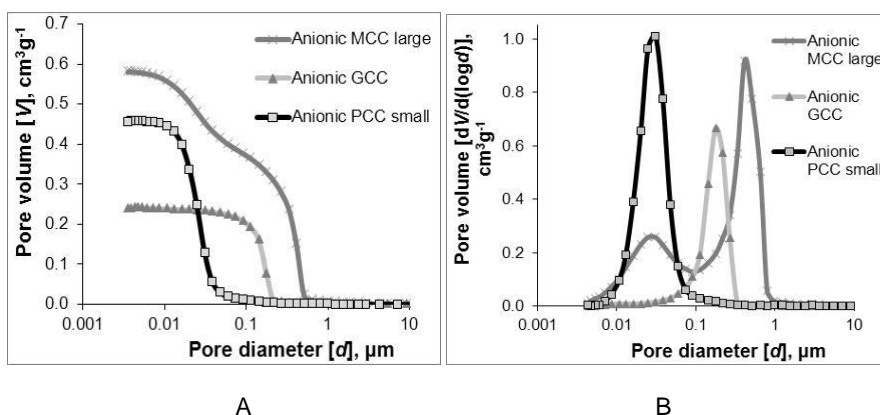 A
0.7
0.6
0.5
0.4
0.3
0.2
0.1
0.0
Pore volume [V], cm³g⁻¹
Anionic MCC large
Anionic GCC
Anionic PCC small
0.001
0.01
0.1
1
10
Pore diameter [d], µm
B
1.0
0.8
0.6
0.4
0.2
0.0
Pore volume [dV/d(logd)],
cm³g⁻¹
Anionic
MCC large
Anionic
GCC
Anionic
PCC small
0.001
0.01
0.1
1
10
Pore diameter [d], µm
A
B